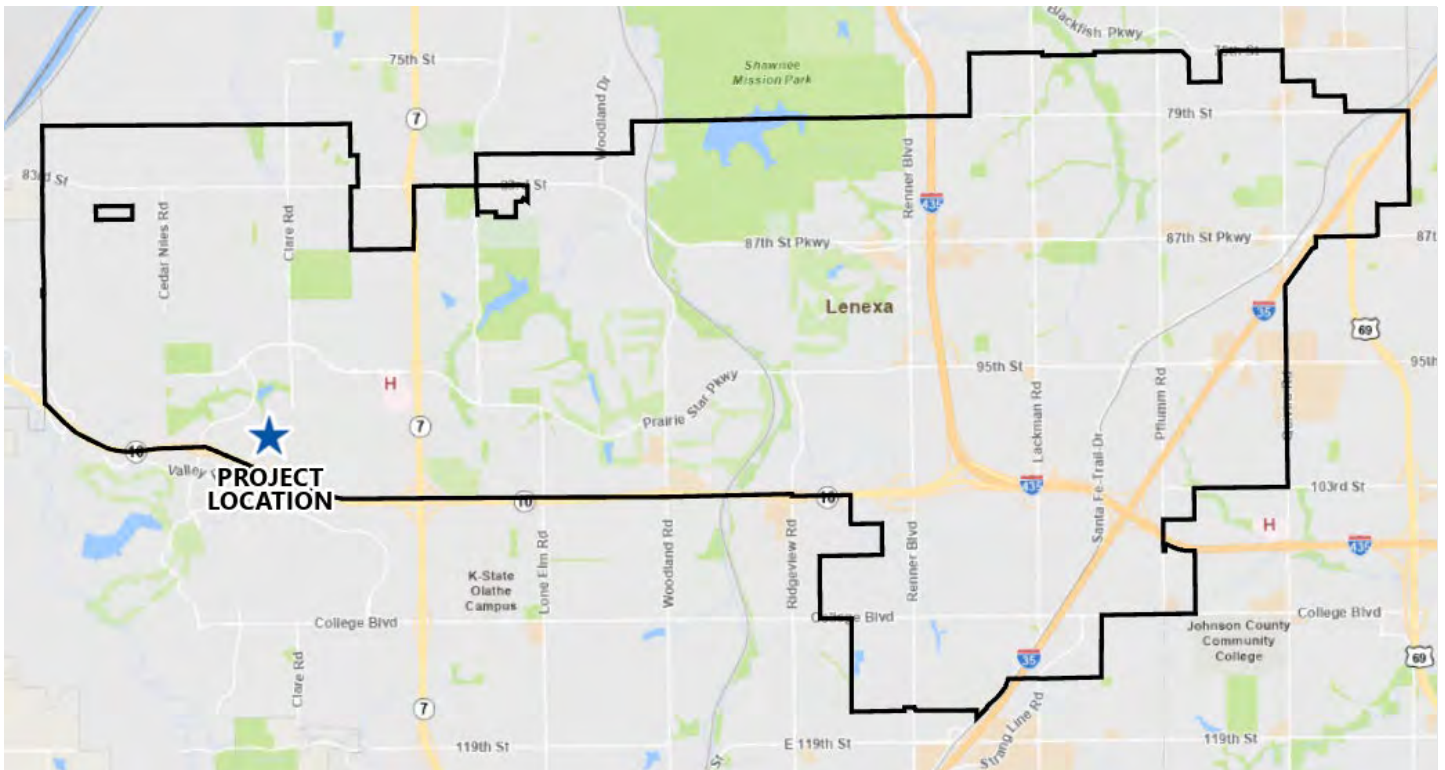 Blackfish Pkwy
75th St
75th St
Shawnee
Mission Park
Woodland Dr
7
79th St
83rd St
83rd St
Renner Blvd
435
Cedar Niles Rd
Clare Rd
87th St Pkwy
87th St Pkwy
Lenexa
35
69
95th St
H
Prairie Star Pkwy
7
Lackman Rd
Pflumm Rd
10
Valley
PROJECT
LOCATION
10
10
435
Santa Fe-Trail-Dr
103rd St
H
435
Lone Elm Rd
Woodland Rd
Ridgeview Rd
Renner Blvd
K-State
Olathe
Campus
College Blvd
College Blvd
College Blvd
Johnson County
Community
College
Clare Rd
35
69
7
Strang Line Rd
119th St
St
E 119th St
119th St